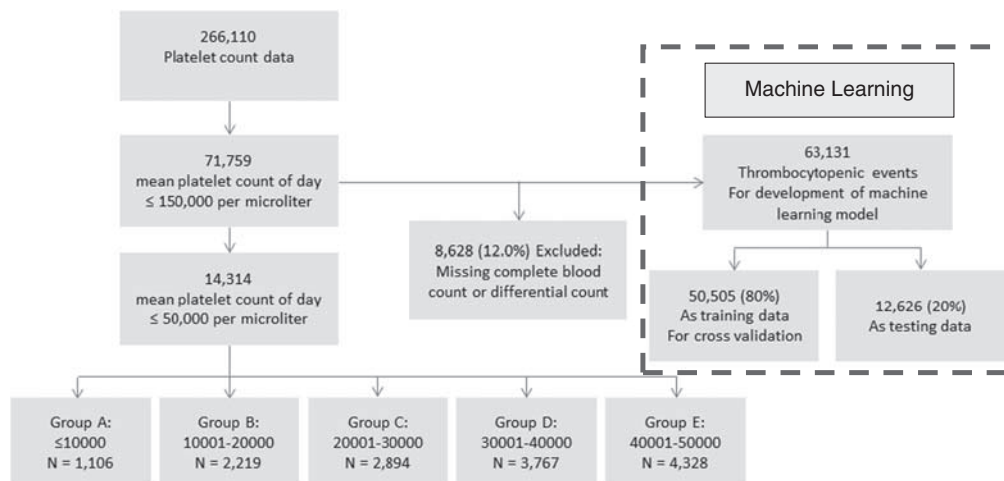 266,110
Platelet count data
Machine Learning
71,759
mean platelet count of day
≤ 150,000 per microliter
63,131
Thrombocytopenic events
For development of machine
learning model
8,628 (12.0%) Excluded:
Missing complete blood
count or differential count
14,314
mean platelet count of day
≤ 50,000 per microliter
50,505 (80%)
As training data
For cross validation
12,626 (20%)
As testing data
Group A:
≤10000
N = 1,106
Group B:
10001-20000
N = 2,219
Group C:
20001-30000
N = 2,894
Group D:
30001-40000
N = 3,767
Group E:
40001-50000
N = 4,328